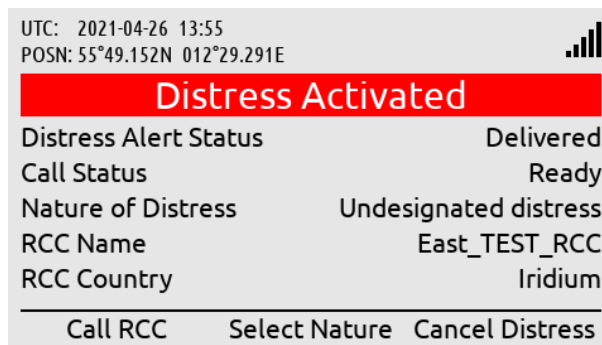 UTC: 2021-04-26 13:55
POSN: 55°49.152N 012°29.291E
Distress Activated
Distress Alert Status Delivered
Call Status Ready
Nature of Distress Undesignated distress
RCC Name East_TEST_RCC
RCC Country Iridium
Call RCC Select Nature Cancel Distress